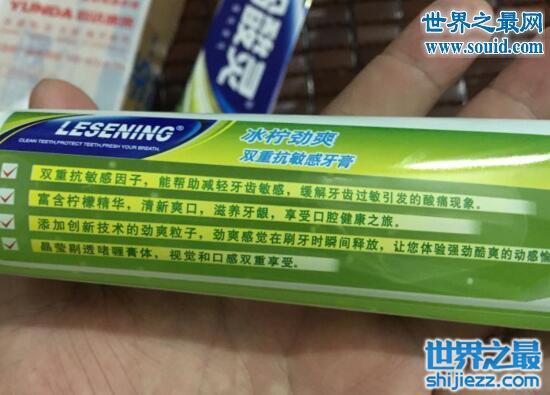 世界之最网
www.souid.com
YUNDA
酸灵
LESENING®
CLEAN TEETH,PROTECT TEETH,FRESH YOUR BREATH.
冰柠劲爽
双重抗敏感牙膏
双重抗敏感因子，能帮助减轻牙齿敏感，缓解牙齿过敏引发的酸痛现象。
富含柠檬精华，清新爽口，滋养牙龈，享受口腔健康之旅。
添加创新技术的劲爽粒子，劲爽感觉在刷牙时瞬间释放，让您体验强劲酷爽的动感愉
晶莹剔透啫喱膏体，视觉和口感双重享受。
世界之最
shijiezz.com